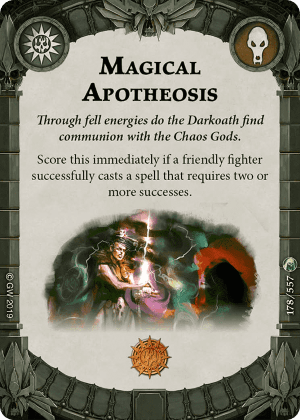 MAGICAL
APOTHEOSIS
Through fell energies do the Darkoath find
communion with the Chaos Gods.
Score this immediately if a friendly fighter
successfully casts a spell that requires two or
more successes.
© GW 2019
178/557